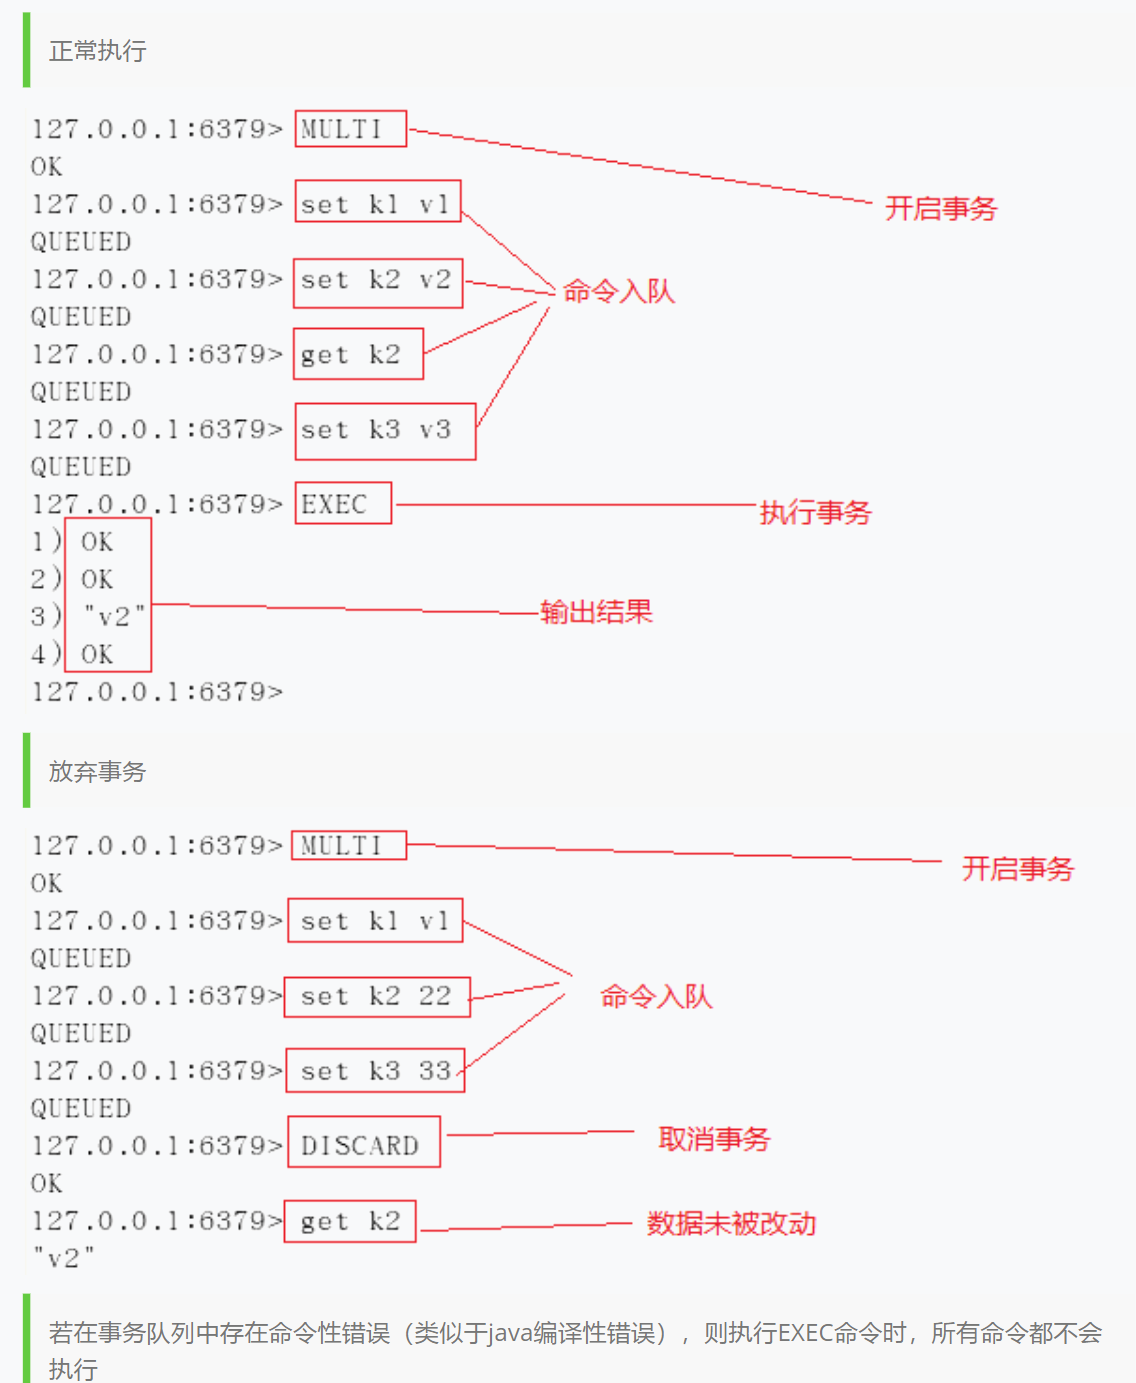 正常执行
127.0.0.1:6379> MULTI
OK
开启事务
127.0.0.1:6379> set k1 v1
QUEUED
127.0.0.1:6379> set k2 v2
命令入队
QUEUED
127.0.0.1:6379> get k2
QUEUED
127.0.0.1:6379> set k3 v3
QUEUED
127.0.0.1:6379> EXEC
执行事务
1) OK
2) OK
3) "v2"
输出结果
4) OK
127.0.0.1:6379>
放弃事务
127.0.0.1:6379> MULTI
开启事务
OK
127.0.0.1:6379> set k1 v1
QUEUED
127.0.0.1:6379> set k2 22
命令入队
QUEUED
127.0.0.1:6379> set k3 33
QUEUED
127.0.0.1:6379> DISCARD
取消事务
OK
127.0.0.1:6379> get k2
数据未被改动
"v2"
若在事务队列中存在命令性错误（类似于java编译性错误），则执行EXEC命令时，所有命令都不会
执行